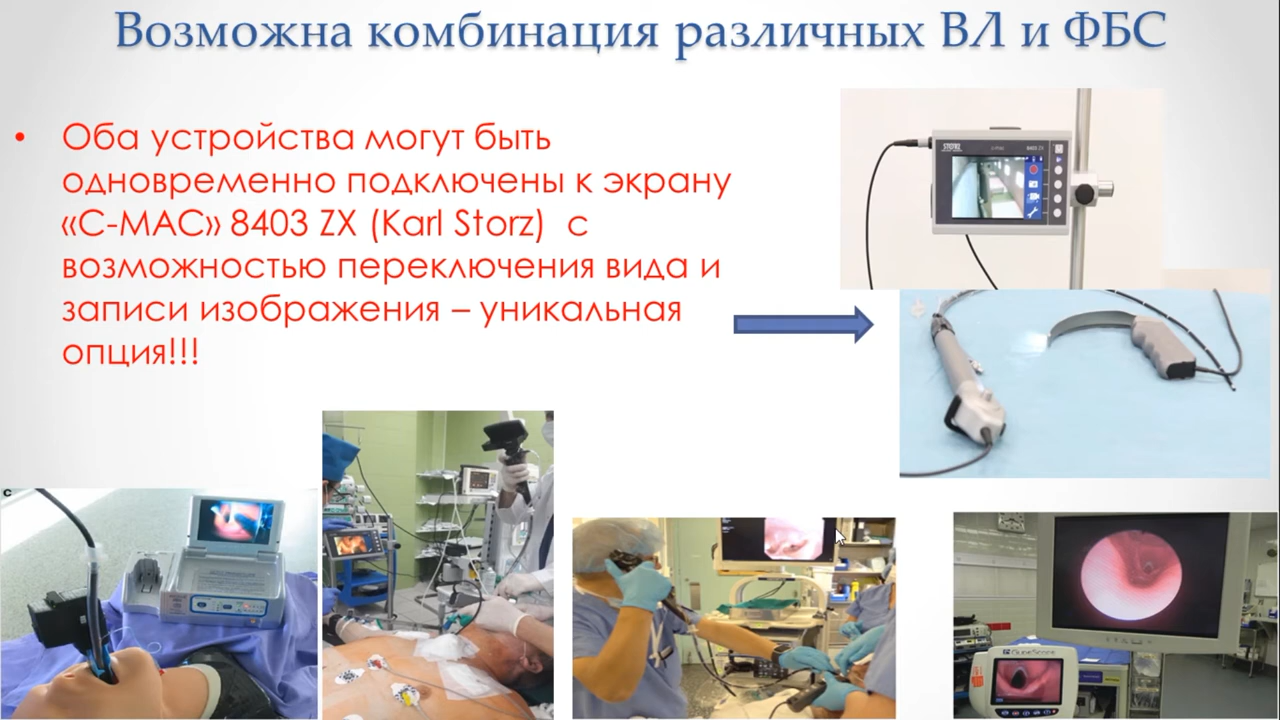 Возможна комбинация различных ВЛ и ФБС
• Оба устройства могут быть
одновременно подключены к экрану
«C-MAC» 8403 ZX (Karl Storz) с
возможностью переключения вида и
записи изображения – уникальная
опция!!!
STORZ
8403 ZX
C
GlideScope